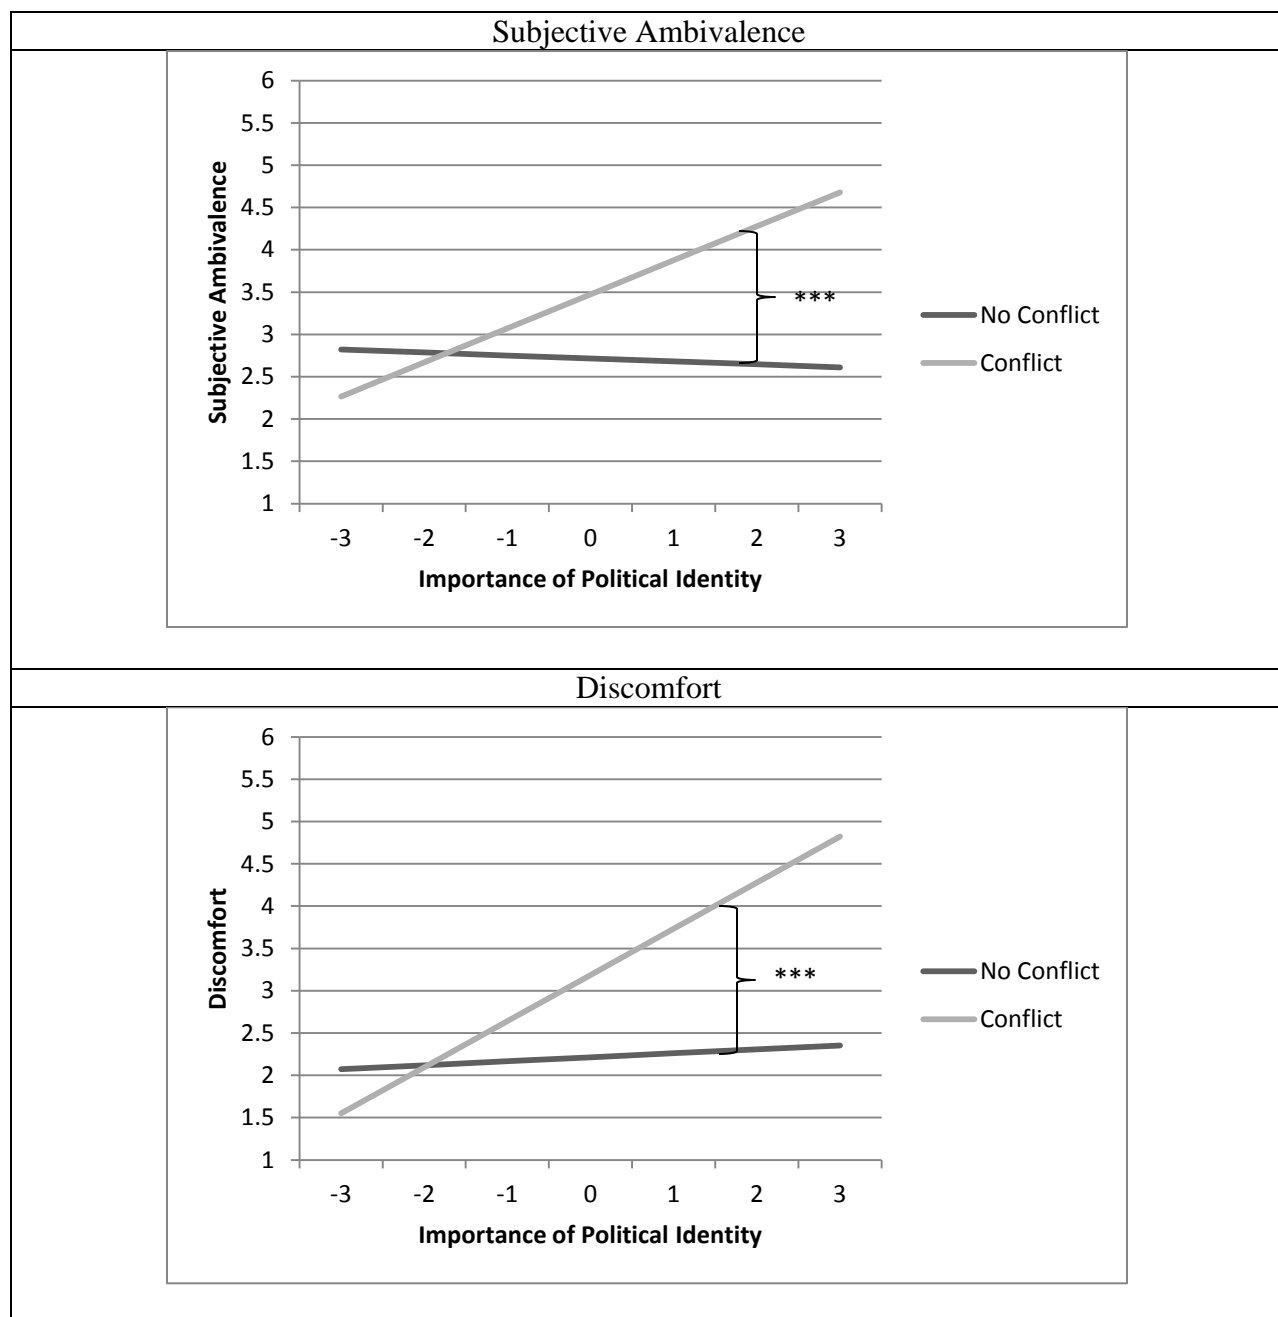 Subjective Ambivalence
6
5.5
5
4.5
4
3.5
3
2.5
2
1.5
1
Subjective Ambivalence
***
No Conflict
Conflict
-3 -2 -1 0 1 2 3
Importance of Political Identity
Discomfort
6
5.5
5
4.5
4
3.5
3
2.5
2
1.5
1
Discomfort
***
No Conflict
Conflict
-3 -2 -1 0 1 2 3
Importance of Political Identity